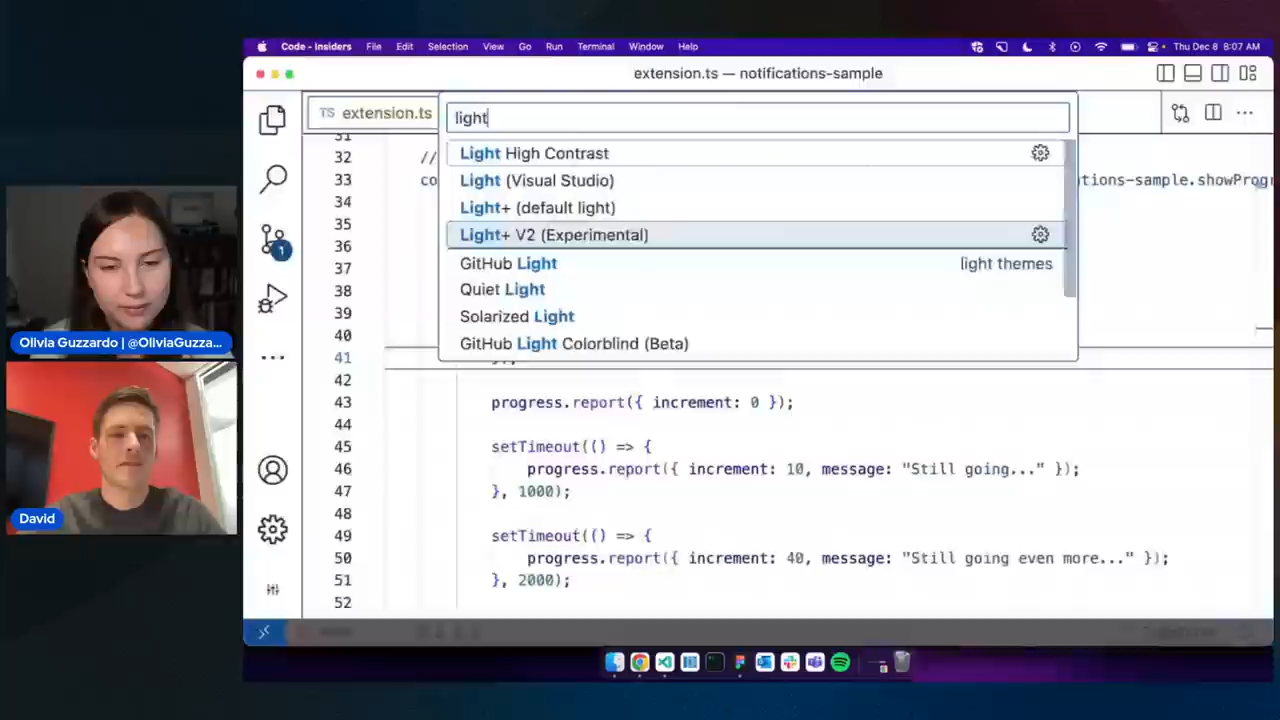 Code - Insiders File Edit Selection View Go Run Terminal Window Help Thu Dec 8 8:07 AM
extension.ts — notifications-sample
TS extension.ts
light
31
Light High Contrast
32 //
Light (Visual Studio)
33 co ations-sample.showProgr
34
Light+ (default light)
35
Light+ V2 (Experimental)
36
37
GitHub Light light themes
38
Quiet Light
39
Solarized Light
40
GitHub Light Colorblind (Beta)
41
42
43 progress.report({ increment: 0 });
44
45 setTimeout(() => {
46 progress.report({ increment: 10, message: "Still going..." });
47 }, 1000);
48
49 setTimeout(() => {
50 progress.report({ increment: 40, message: "Still going even more..." });
51 }, 2000);
52
1
Olivia Guzzardo | @OliviaGuzza...
David